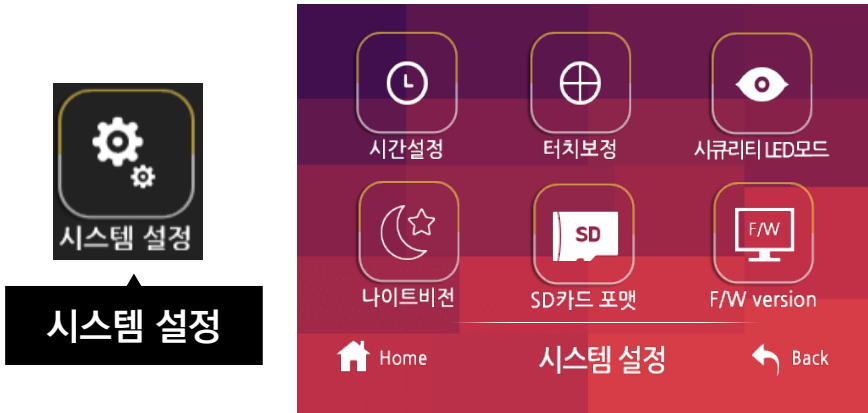 시스템 설정
시스템 설정
시간설정
터치보정
시큐리티 LED모드
나이트비전
SD
SD카드 포맷
F/W
F/W version
Home
시스템 설정
Back